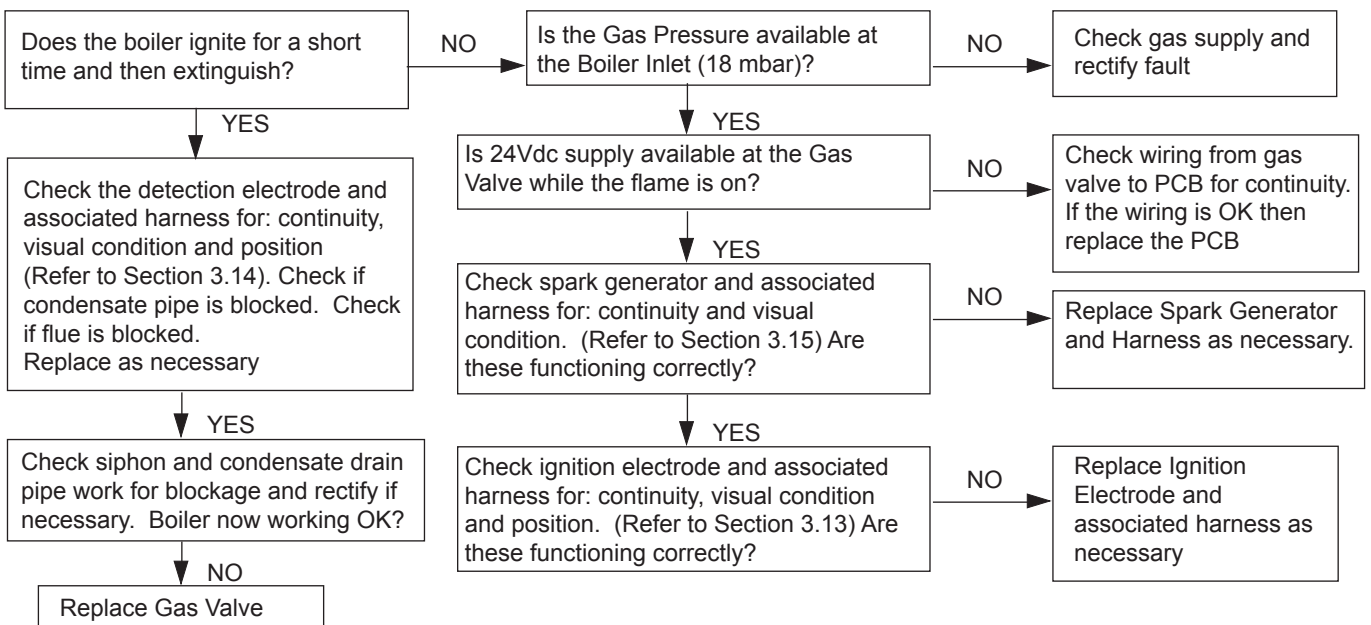 Does the boiler ignite for a short
time and then extinguish?
NO
Is the Gas Pressure available at
the Boiler Inlet (18 mbar)?
NO
Check gas supply and
rectify fault
YES
YES
Check the detection electrode and
associated harness for: continuity,
visual condition and position
(Refer to Section 3.14). Check if
condensate pipe is blocked.  Check
if flue is blocked.
Replace as necessary
Is 24Vdc supply available at the Gas
Valve while the flame is on?
NO
Check wiring from gas
valve to PCB for continuity.
If the wiring is OK then
replace the PCB
YES
Check spark generator and associated
harness for: continuity and visual
condition.  (Refer to Section 3.15) Are
these functioning correctly?
NO
Replace Spark Generator
and Harness as necessary.
YES
YES
Check siphon and condensate drain
pipe work for blockage and rectify if
necessary.  Boiler now working OK?
Check ignition electrode and associated
harness for: continuity, visual condition
and position.  (Refer to Section 3.13) Are
these functioning correctly?
NO
Replace Ignition
Electrode and
associated harness as
necessary
NO
Replace Gas Valve